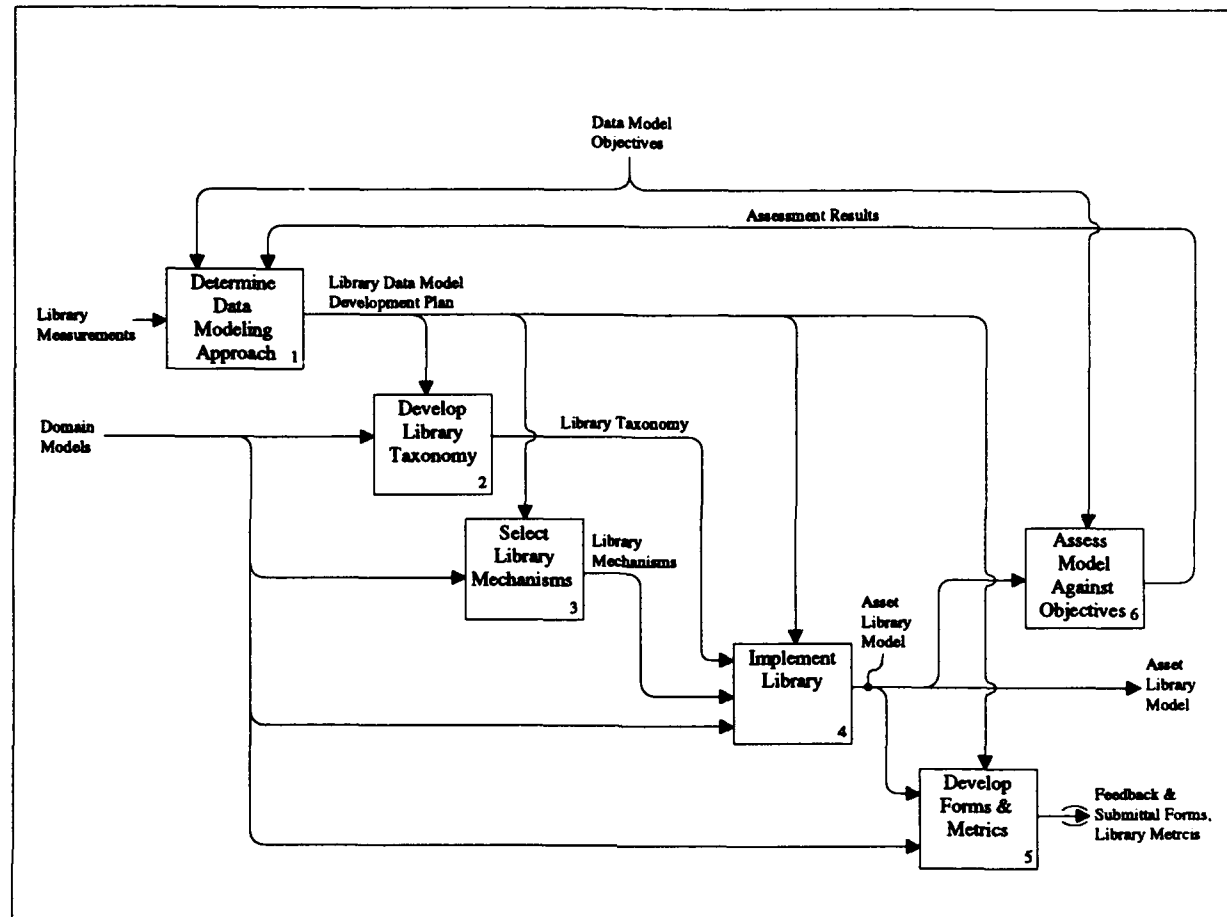 Data Model
Objectives
Assessment Results
Determine
Data
Modeling
Approach
1
Library Data Model
Development Plan
Library
Measurements
Develop
Library
Taxonomy
2
Library Taxonomy
Domain
Models
Select
Library
Mechanisms
3
Library
Mechanisms
Assess
Model
Against
Objectives
6
Asset
Library
Model
Implement
Library
4
Asset
Library
Model
Develop
Forms &
Metrics
5
Feedback &
Submittal Forms,
Library Metrcis